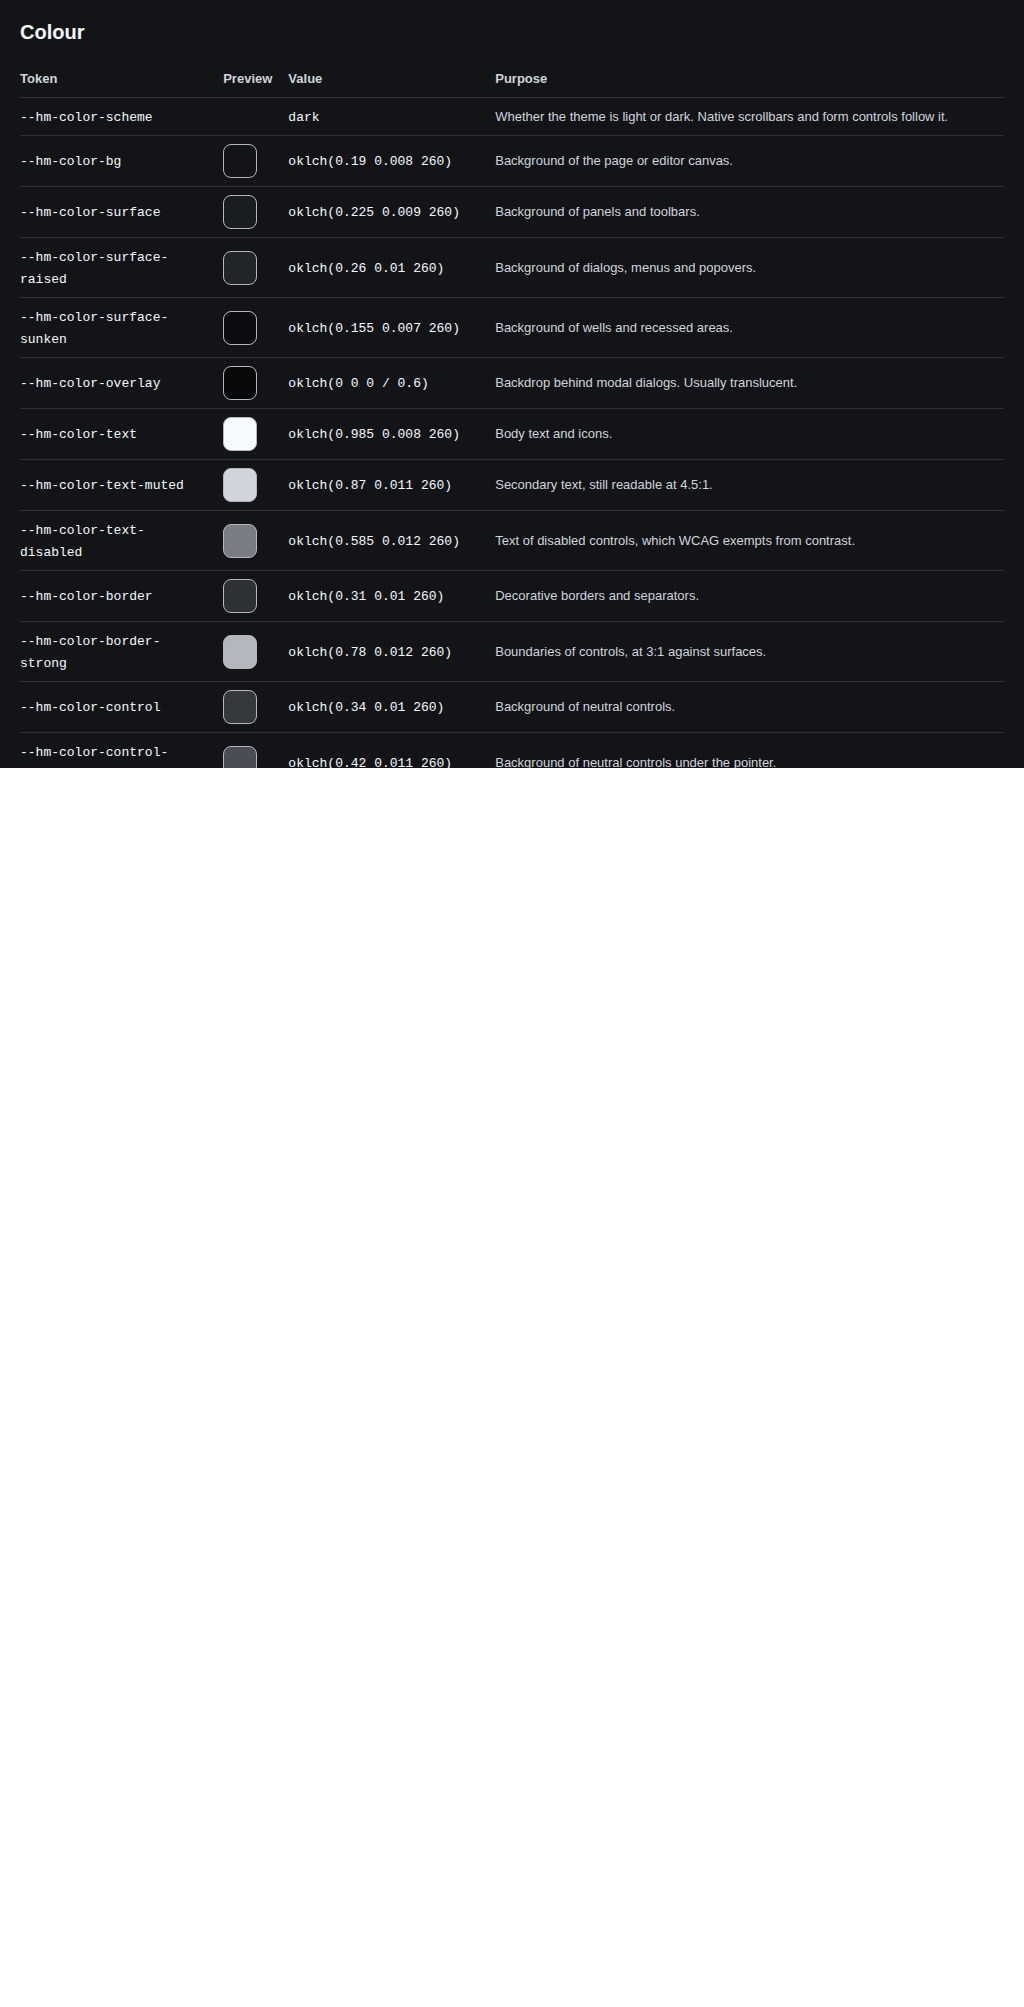 Colour
Token Preview Value Purpose
--hm-color-scheme dark Whether the theme is light or dark. Native scrollbars and form controls follow it.
--hm-color-bg oklch(0.19 0.008 260) Background of the page or editor canvas.
--hm-color-surface oklch(0.225 0.009 260) Background of panels and toolbars.
--hm-color-surface-
raised oklch(0.26 0.01 260) Background of dialogs, menus and popovers.
--hm-color-surface-
sunken oklch(0.155 0.007 260) Background of wells and recessed areas.
--hm-color-overlay oklch(0 0 0 / 0.6) Backdrop behind modal dialogs. Usually translucent.
--hm-color-text oklch(0.985 0.008 260) Body text and icons.
--hm-color-text-muted oklch(0.87 0.011 260) Secondary text, still readable at 4.5:1.
--hm-color-text-
disabled oklch(0.585 0.012 260) Text of disabled controls, which WCAG exempts from contrast.
--hm-color-border oklch(0.31 0.01 260) Decorative borders and separators.
--hm-color-border-
strong oklch(0.78 0.012 260) Boundaries of controls, at 3:1 against surfaces.
--hm-color-control oklch(0.34 0.01 260) Background of neutral controls.
--hm-color-control-
oklch(0.42 0.011 260) Background of neutral controls under the pointer.